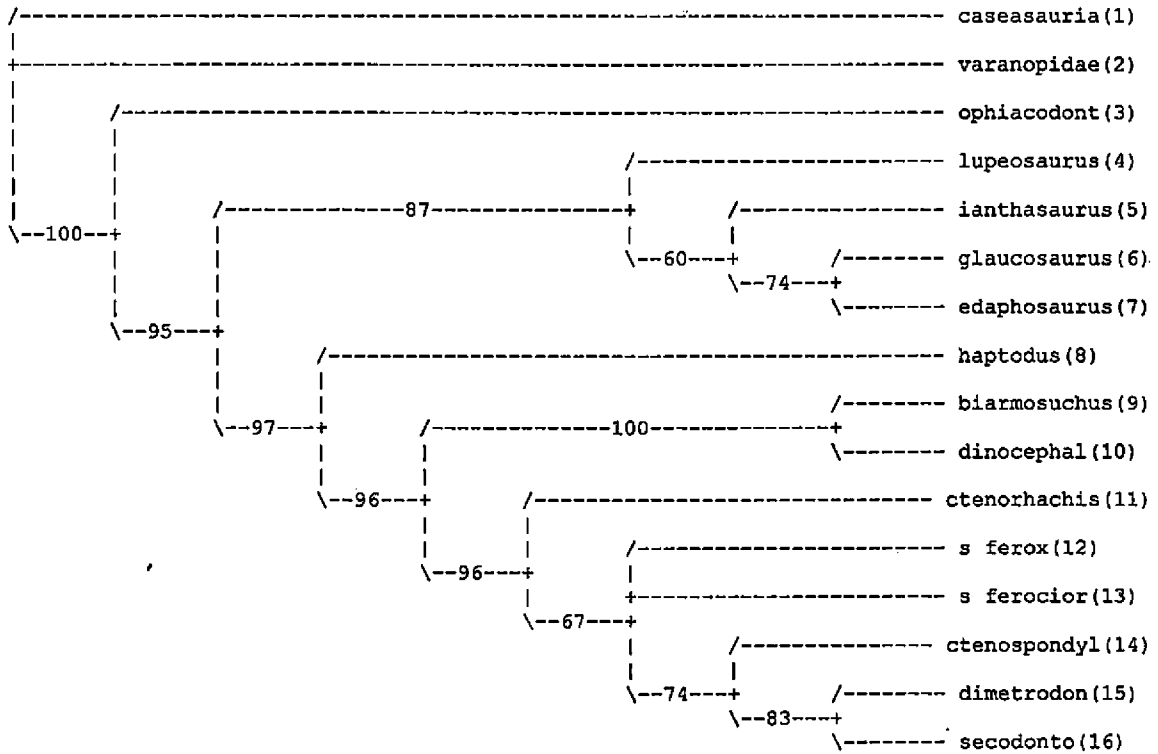 caseasauria(1)
varanopidae(2)
ophiacodont(3)
lupeosaurus(4)
87
ianthasaurus(5)
100
60
glaucosaurus(6)
74
edaphosaurus(7)
95
haptodus(8)
biarmosuchus(9)
97
100
dinocephal(10)
96
ctenorhachis(11)
s ferox(12)
96
s ferocior(13)
67
ctenospondyl(14)
74
dimetrodon(15)
83
secodonto(16)